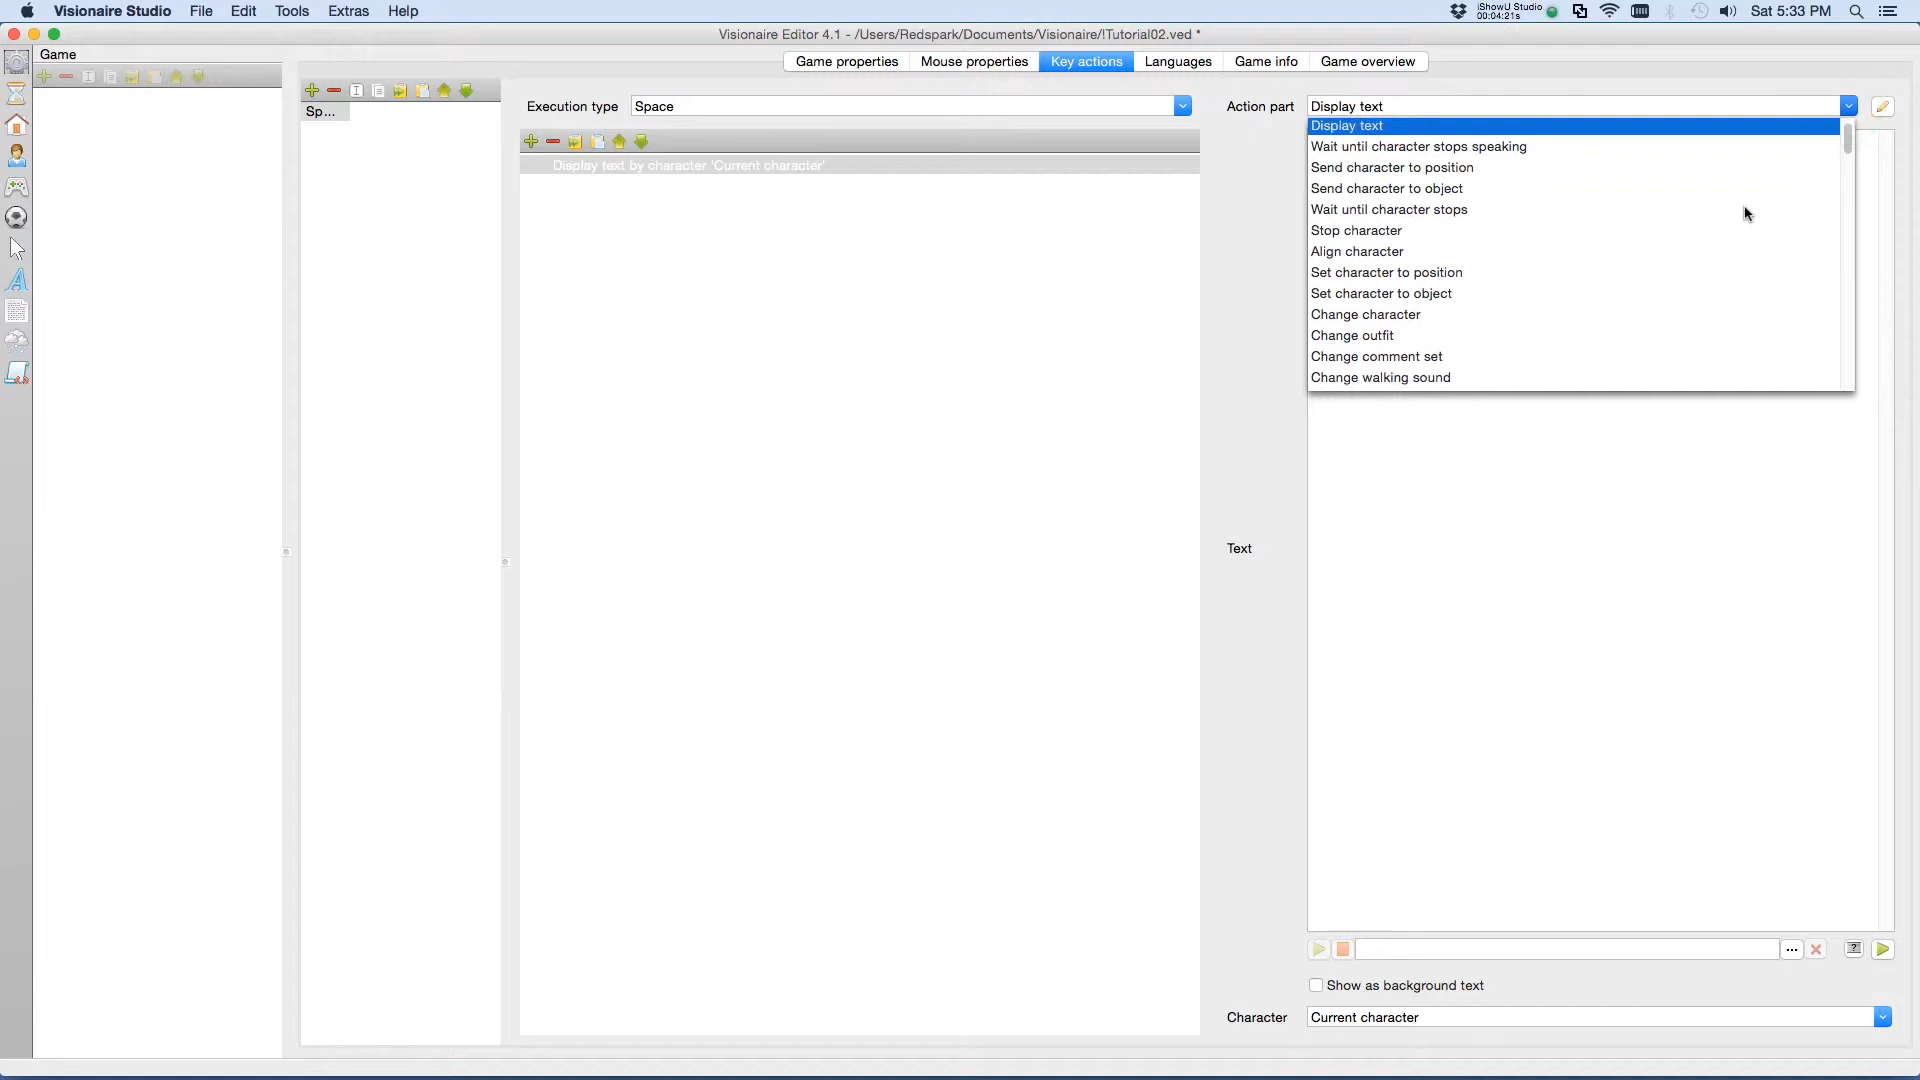 Visionaire Studio File Edit Tools Extras Help
iShowU Studio
00:04:21s
Sat 5:33 PM
Visionaire Editor 4.1 - /Users/Redspark/Documents/Visionaire/!Tutorial02.ved *
Game
Game properties Mouse properties Key actions Languages Game info Game overview
Sp...
Execution type Space
Display text by character 'Current character'
Action part Display text
Display text
Wait until character stops speaking
Send character to position
Send character to object
Wait until character stops
Stop character
Align character
Set character to position
Set character to object
Change character
Change outfit
Change comment set
Change walking sound
Text
...
?
Show as background text
Character Current character